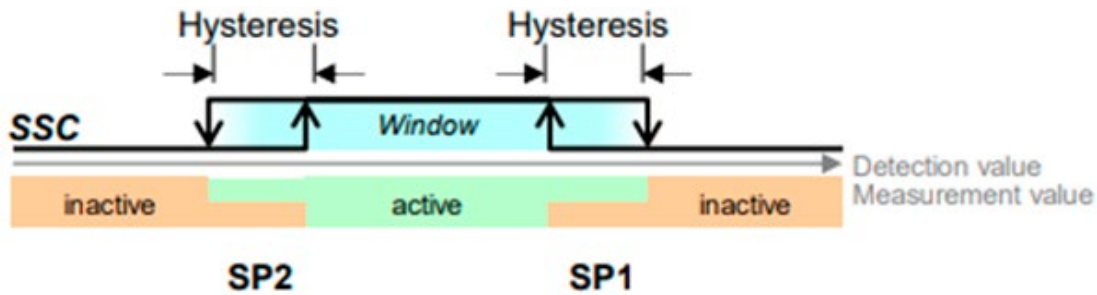 Hysteresis Hysteresis
SSC Window
Detection value
Measurement value
inactive active inactive
SP2 SP1